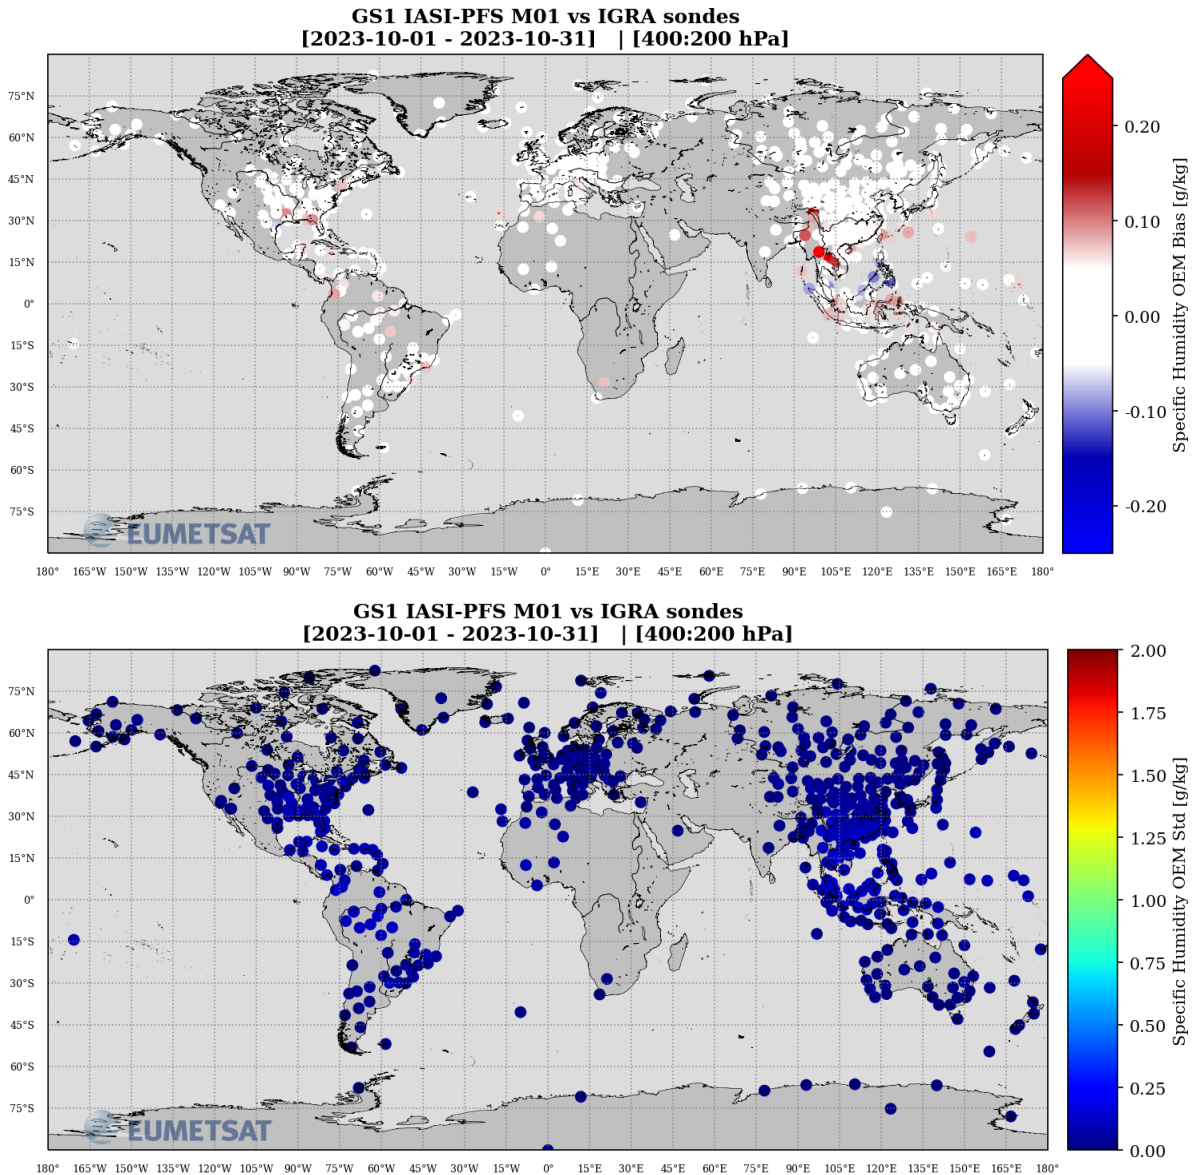 GS1 IASI-PFS M01 vs IGRA sondes
[2023-10-01 - 2023-10-31]   | [400:200 hPa]
75°N
60°N
45°N
30°N
15°N
0°
15°S
30°S
45°S
60°S
75°S
EUMETSAT
180° 165°W 150°W 135°W 120°W 105°W 90°W 75°W 60°W 45°W 30°W 15°W 0° 15°E 30°E 45°E 60°E 75°E 90°E 105°E 120°E 135°E 150°E 165°E 180°
0.20
0.10
0.00
-0.10
-0.20
Specific Humidity OEM Bias [g/kg]
GS1 IASI-PFS M01 vs IGRA sondes
[2023-10-01 - 2023-10-31]   | [400:200 hPa]
75°N
60°N
45°N
30°N
15°N
0°
15°S
30°S
45°S
60°S
75°S
EUMETSAT
180° 165°W 150°W 135°W 120°W 105°W 90°W 75°W 60°W 45°W 30°W 15°W 0° 15°E 30°E 45°E 60°E 75°E 90°E 105°E 120°E 135°E 150°E 165°E 180°
2.00
1.75
1.50
1.25
1.00
0.75
0.50
0.25
0.00
Specific Humidity OEM Std [g/kg]